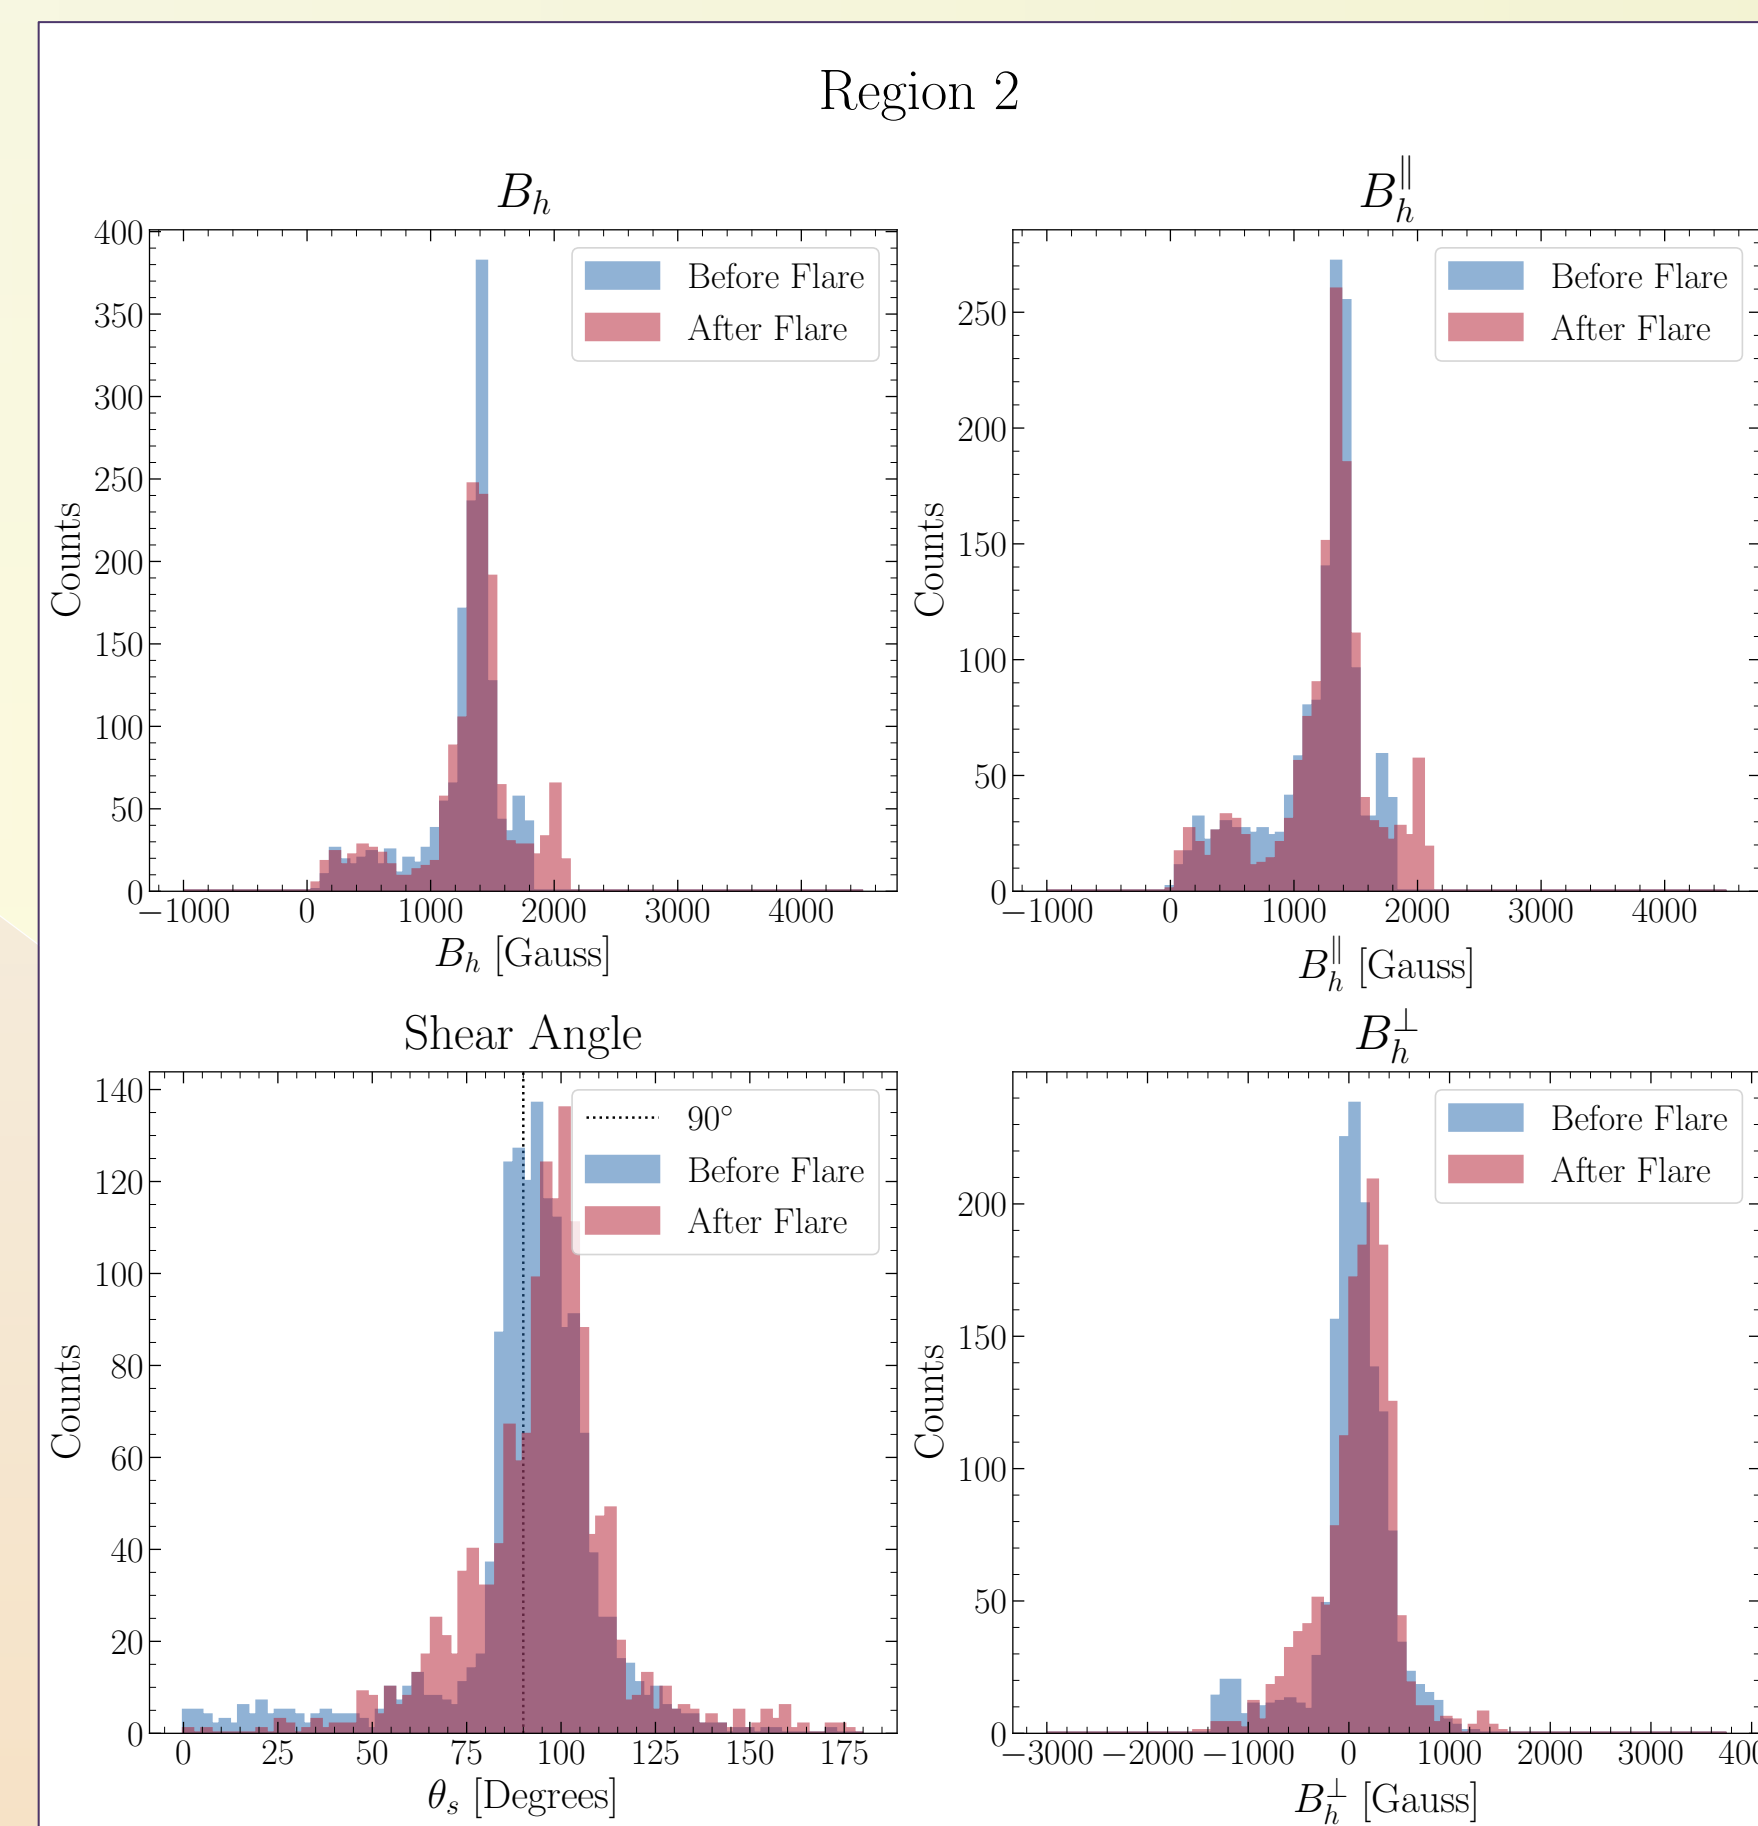 Region 2
B_h
400
350
300
250
200
150
100
50
0
Counts
Before Flare
After Flare
−1000 0 1000 2000 3000 4000
B_h [Gauss]
B_h^∥
250
200
150
100
50
0
Counts
Before Flare
After Flare
−1000 0 1000 2000 3000 4000
B_h^∥ [Gauss]
Shear Angle
140
120
100
80
60
40
20
0
Counts
90°
Before Flare
After Flare
0 25 50 75 100 125 150 175
θ_s [Degrees]
B_h^⊥
200
150
100
50
0
Counts
Before Flare
After Flare
−3000 −2000 −1000 0 1000 2000 3000
B_h^⊥ [Gauss]